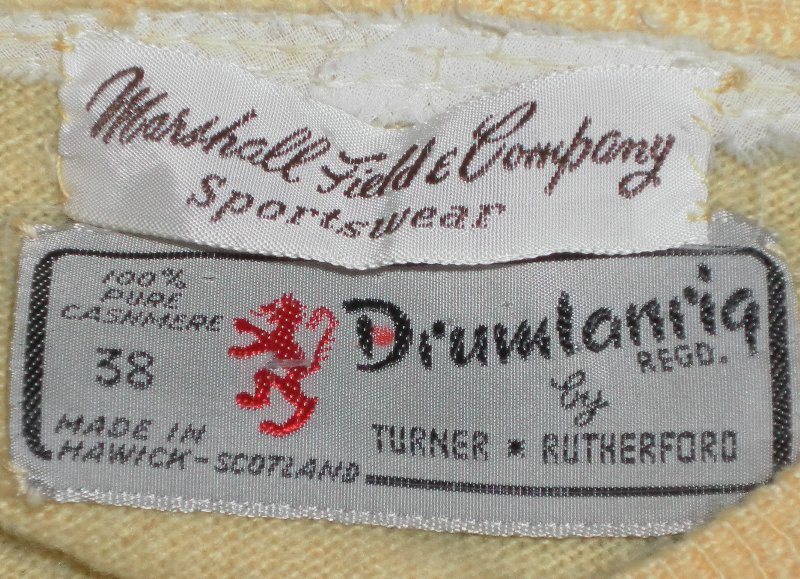 Marshall Field & Company
Sportswear
100%
PURE
CASHMERE
38
MADE IN
HAWICK-SCOTLAND
Drumlanrig
REGD.
by
TURNER * RUTHERFORD